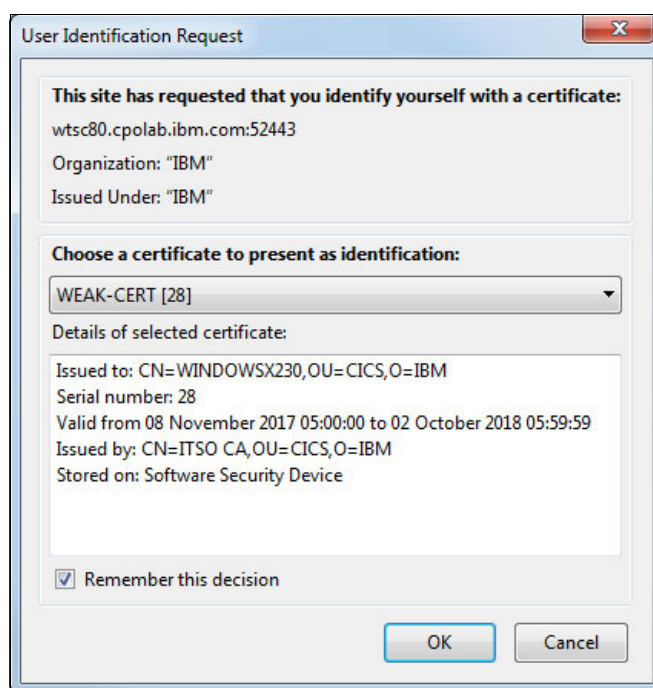 User Identification Request
This site has requested that you identify yourself with a certificate:
wtsc80.cpolab.ibm.com:52443
Organization: "IBM"
Issued Under: "IBM"
Choose a certificate to present as identification:
WEAK-CERT [28]
Details of selected certificate:
Issued to: CN=WINDOWSX230,OU=CICS,O=IBM
Serial number: 28
Valid from 08 November 2017 05:00:00 to 02 October 2018 05:59:59
Issued by: CN=ITSO CA,OU=CICS,O=IBM
Stored on: Software Security Device
Remember this decision
OK Cancel